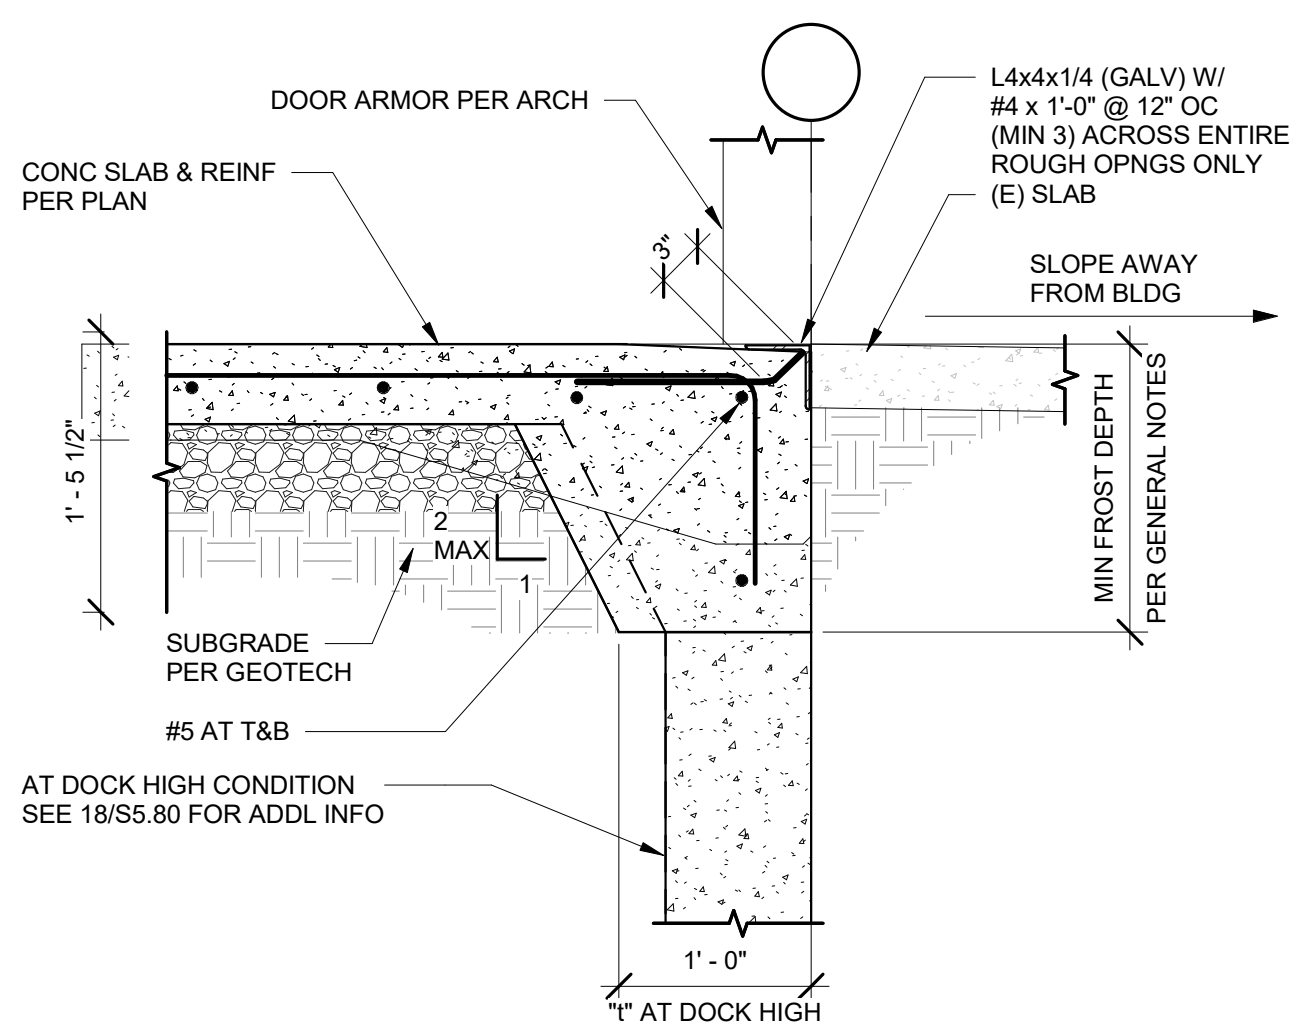 DOOR ARMOR PER ARCH
L4x4x1/4 (GALV) W/
#4 x 1'-0" @ 12" OC
(MIN 3) ACROSS ENTIRE
ROUGH OPNGS ONLY
(E) SLAB
CONC SLAB & REINF
PER PLAN
3"
SLOPE AWAY
FROM BLDG
1' - 5 1/2"
MIN FROST DEPTH
PER GENERAL NOTES
2
MAX
1
SUBGRADE
PER GEOTECH
#5 AT T&B
AT DOCK HIGH CONDITION
SEE 18/S5.80 FOR ADDL INFO
1' - 0"
"t" AT DOCK HIGH